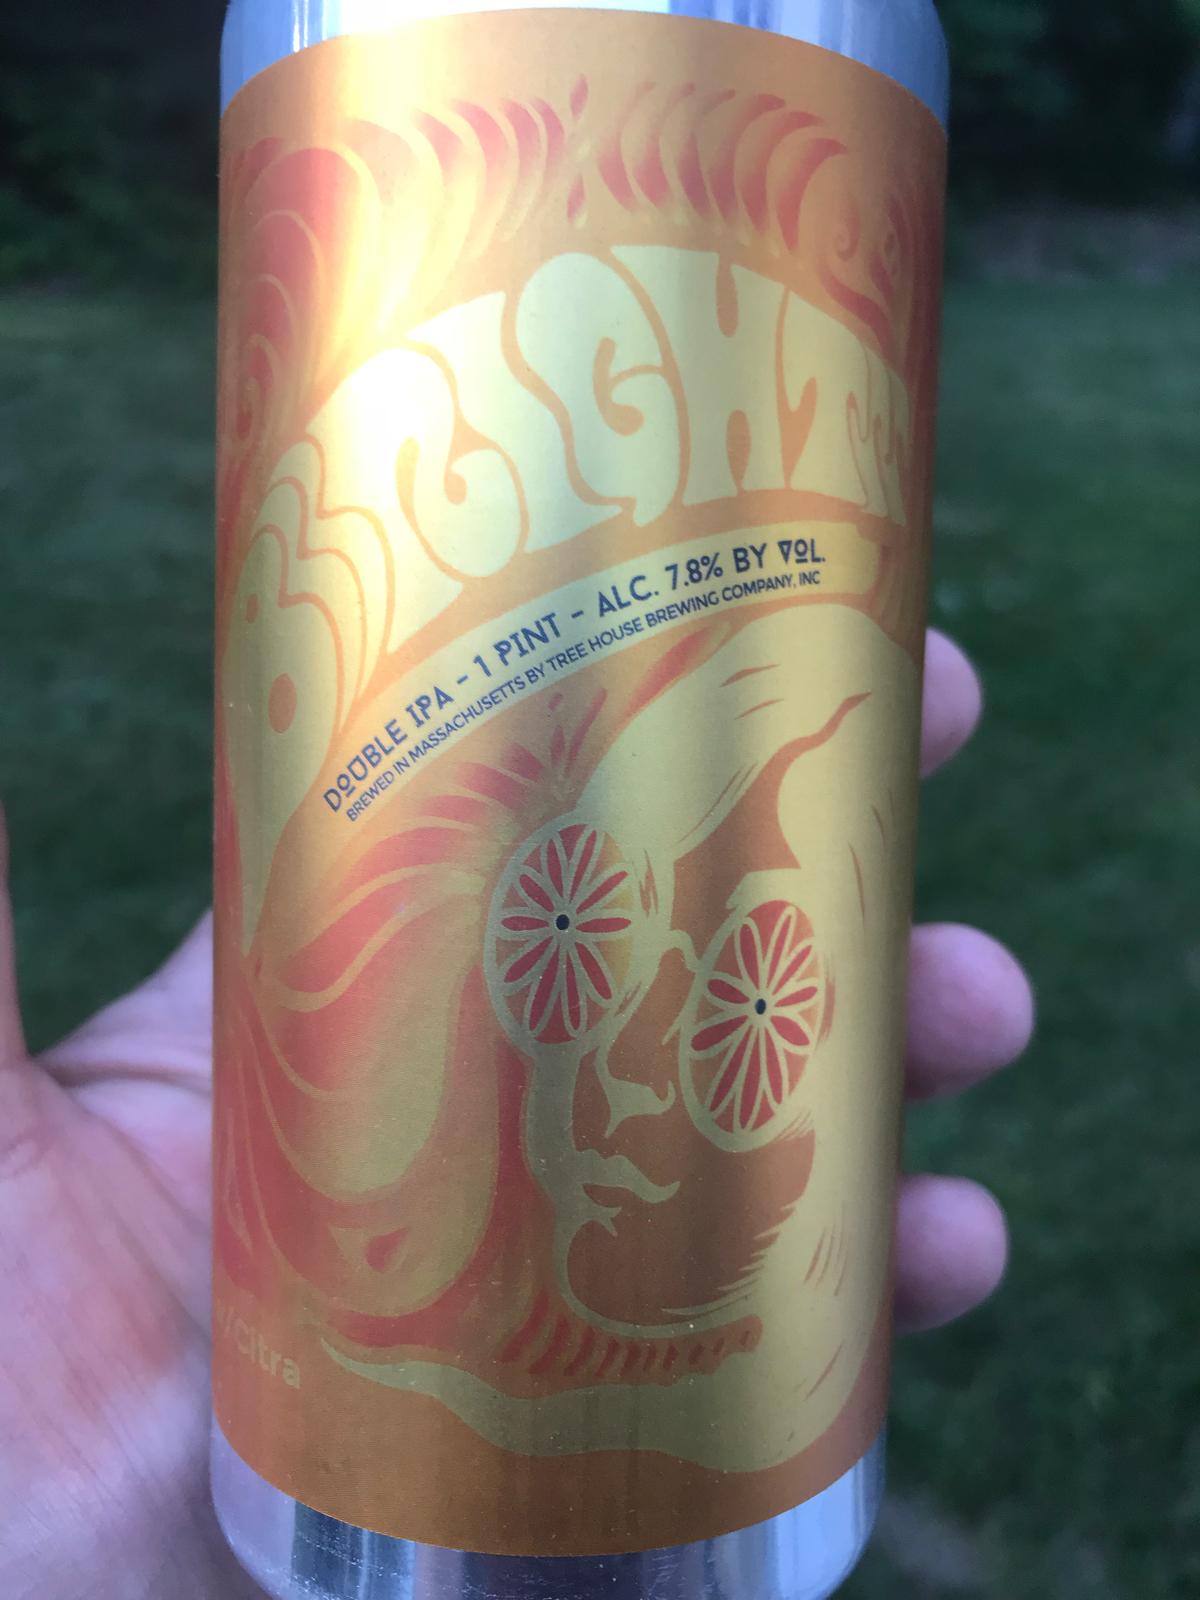 BRIGHT
DOUBLE IPA - 1 PINT - ALC. 7.8% BY VOL.
BREWED IN MASSACHUSETTS BY TREE HOUSE BREWING COMPANY, INC
w/Citra